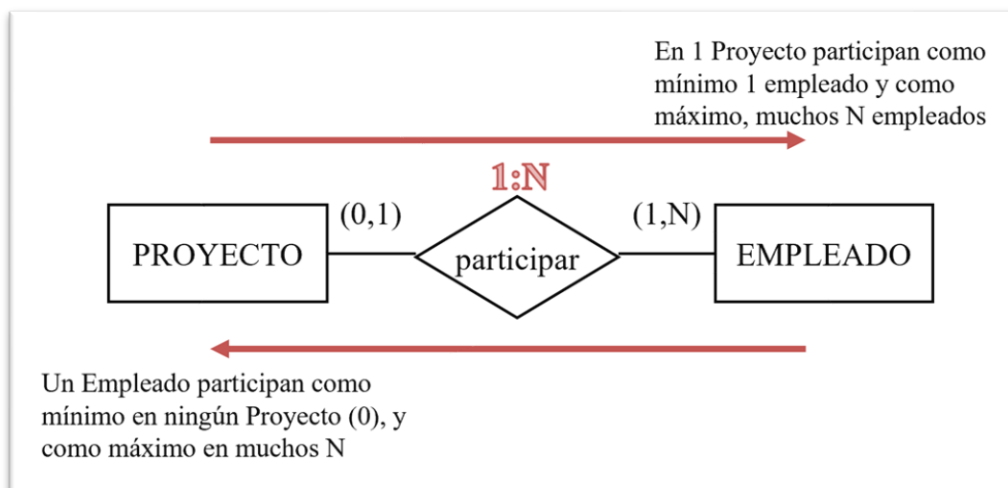 En 1 Proyecto participan como
mínimo 1 empleado y como
máximo, muchos N empleados
1:N
(0,1)
(1,N)
PROYECTO
participar
EMPLEADO
Un Empleado participan como
mínimo en ningún Proyecto (0), y
como máximo en muchos N